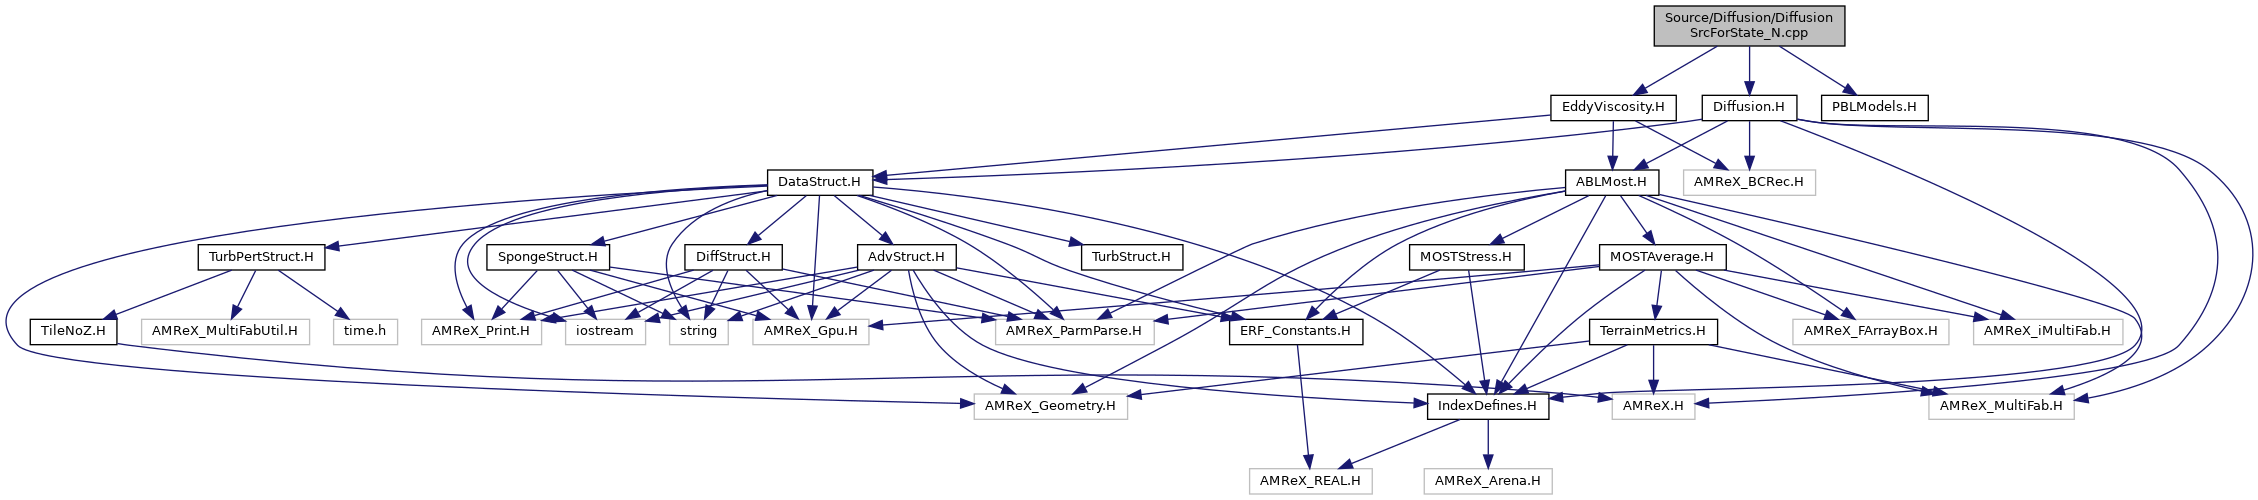 Source/Diffusion/Diffusion
SrcForState_N.cpp
EddyViscosity.H
Diffusion.H
PBLModels.H
DataStruct.H
ABLMost.H
AMReX_BCRec.H
TurbPertStruct.H
SpongeStruct.H
DiffStruct.H
AdvStruct.H
TurbStruct.H
MOSTStress.H
MOSTAverage.H
TileNoZ.H
AMReX_MultiFabUtil.H
time.h
AMReX_Print.H
iostream
string
AMReX_Gpu.H
AMReX_ParmParse.H
ERF_Constants.H
TerrainMetrics.H
AMReX_FArrayBox.H
AMReX_iMultiFab.H
AMReX_Geometry.H
IndexDefines.H
AMReX.H
AMReX_MultiFab.H
AMReX_REAL.H
AMReX_Arena.H